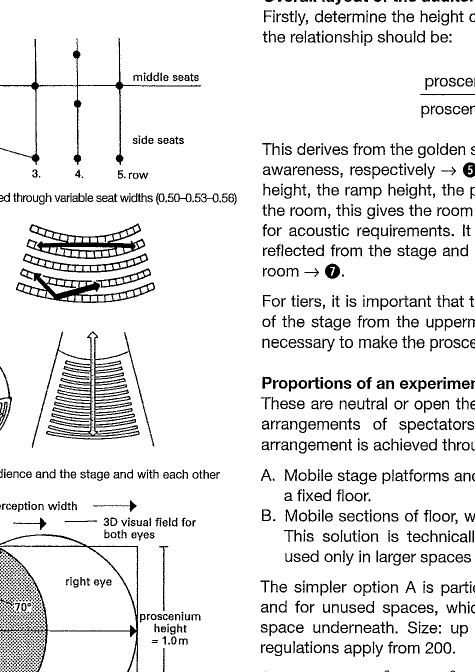 middle seats
side seats
3. 4. 5. row
ed through variable seat widths (0.50–0.53–0.56)
dience and the stage and with each other
rception width
3D visual field for
both eyes
right eye
70°
proscenium
height
= 1.0 m
Firstly, determine the height o
the relationship should be:
proscen
proscen
This derives from the golden s
awareness, respectively → 5
height, the ramp height, the p
the room, this gives the room
for acoustic requirements. It
reflected from the stage and
room → 7.
For tiers, it is important that t
of the stage from the upperm
necessary to make the prosce
Proportions of an experimen
These are neutral or open the
arrangements of spectators
arrangement is achieved throu
A. Mobile stage platforms and
a fixed floor.
B. Mobile sections of floor, w
This solution is technicall
used only in larger spaces
The simpler option A is partic
and for unused spaces, whic
space underneath. Size: up
regulations apply from 200.